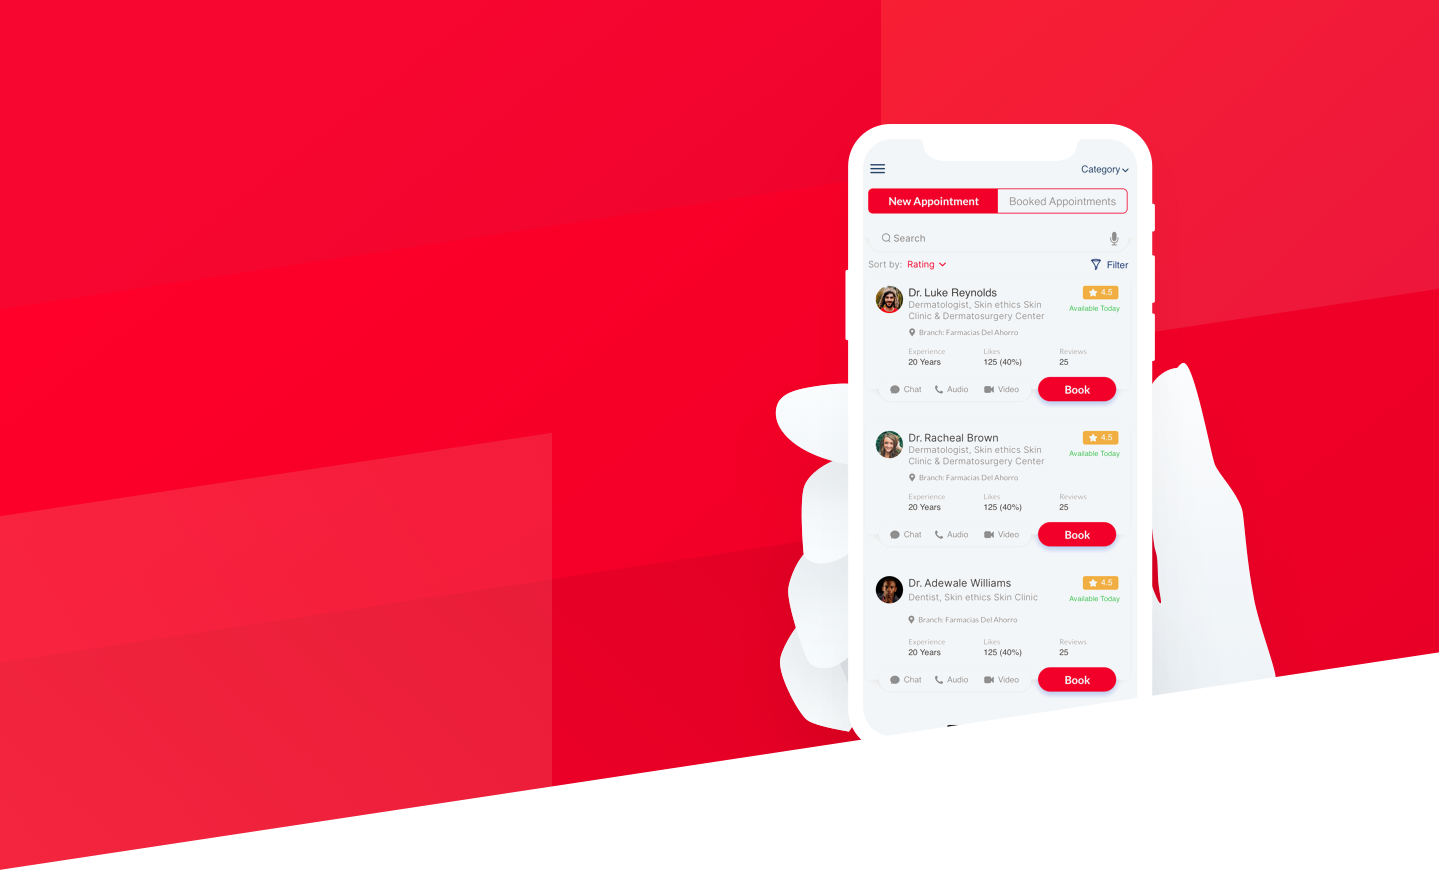 Category
New Appointment Booked Appointments
Search
Sort by: Rating Filter
Dr. Luke Reynolds 4.5
Dermatologist, Skin ethics Skin Available Today
Clinic & Dermatosurgery Center
Branch: Farmacias Del Ahorro
Experience Likes Reviews
20 Years 125 (40%) 25
Chat Audio Video Book
Dr. Racheal Brown 4.5
Dermatologist, Skin ethics Skin Available Today
Clinic & Dermatosurgery Center
Branch: Farmacias Del Ahorro
Experience Likes Reviews
20 Years 125 (40%) 25
Chat Audio Video Book
Dr. Adewale Williams 4.5
Dentist, Skin ethics Skin Clinic Available Today
Branch: Farmacias Del Ahorro
Experience Likes Reviews
20 Years 125 (40%) 25
Chat Audio Video Book